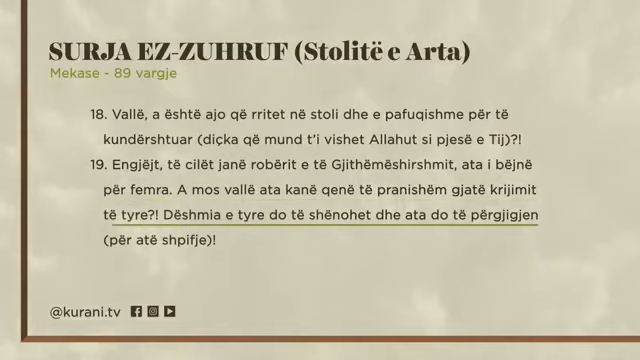 SURJA EZ-ZUHRUF (Stolitë e Arta)
Mekase - 89 vargje
18. Vallë, a është ajo që rritet në stoli dhe e pafuqishme për të
kundërshtuar (diçka që mund t'i vishet Allahut si pjesë e Tij)?!
19. Engjëjt, të cilët janë robërit e të Gjithëmëshirshmit, ata i bëjnë
për femra. A mos vallë ata kanë qenë të pranishëm gjatë krijimit
të tyre?! Dëshmia e tyre do të shënohet dhe ata do të përgjigjen
(për atë shpifje)!
@kurani.tv